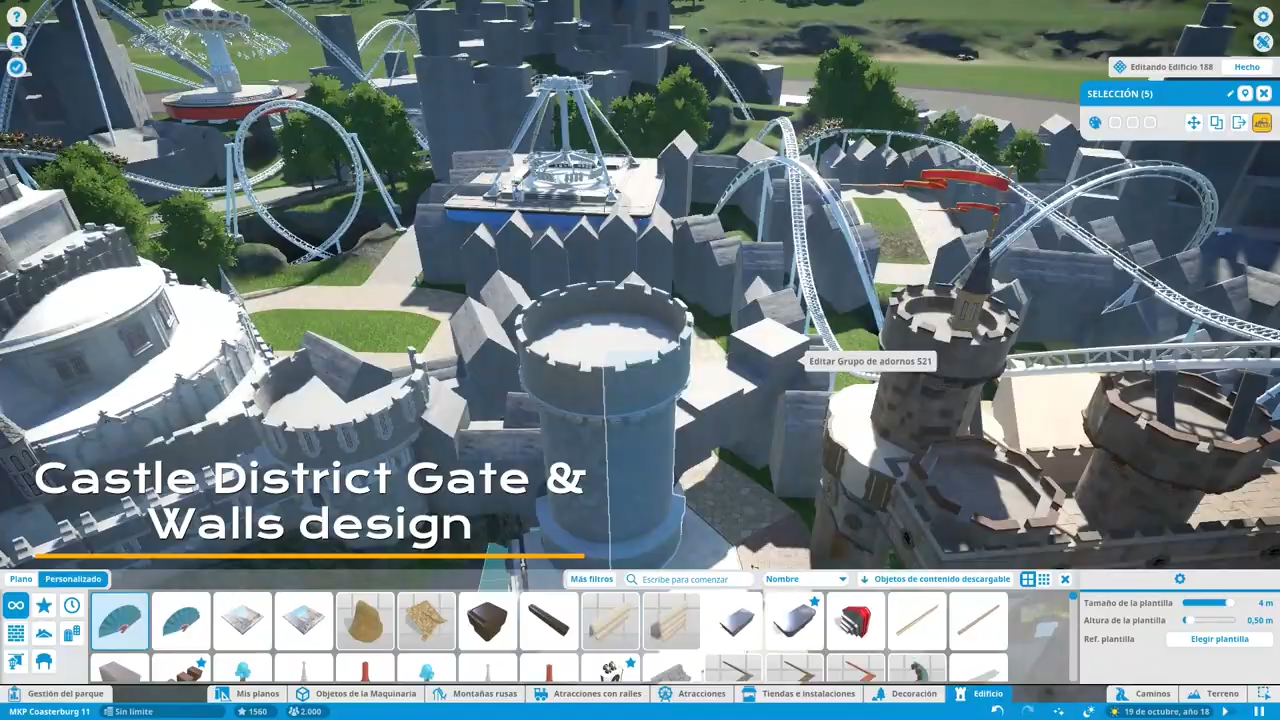 Editando Edificio 188
Hecho
SELECCIÓN (5)
Editar Grupo de adornos 521
Castle District Gate &
Walls design
Plano
Personalizado
Más filtros
Escribe para comenzar
Nombre
Objetos de contenido descargable
Tamaño de la plantilla
4 m
Altura de la plantilla
0,50 m
Ref. plantilla
Elegir plantilla
Gestión del parque
Mis planos
Objetos de la Maquinaria
Montañas rusas
Atracciones con raíles
Atracciones
Tiendas e instalaciones
Decoración
Edificio
Caminos
Terreno
MKP Coasterburg 11
Sin límite
1560
2.000
19 de octubre, año 18